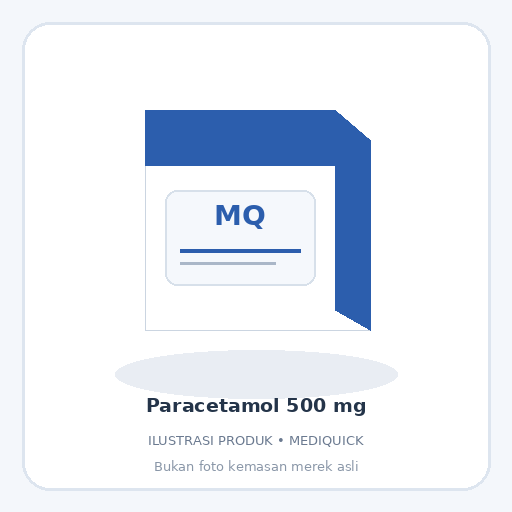 MQ
Paracetamol 500 mg
ILUSTRASI PRODUK • MEDIQUICK
Bukan foto kemasan merek asli